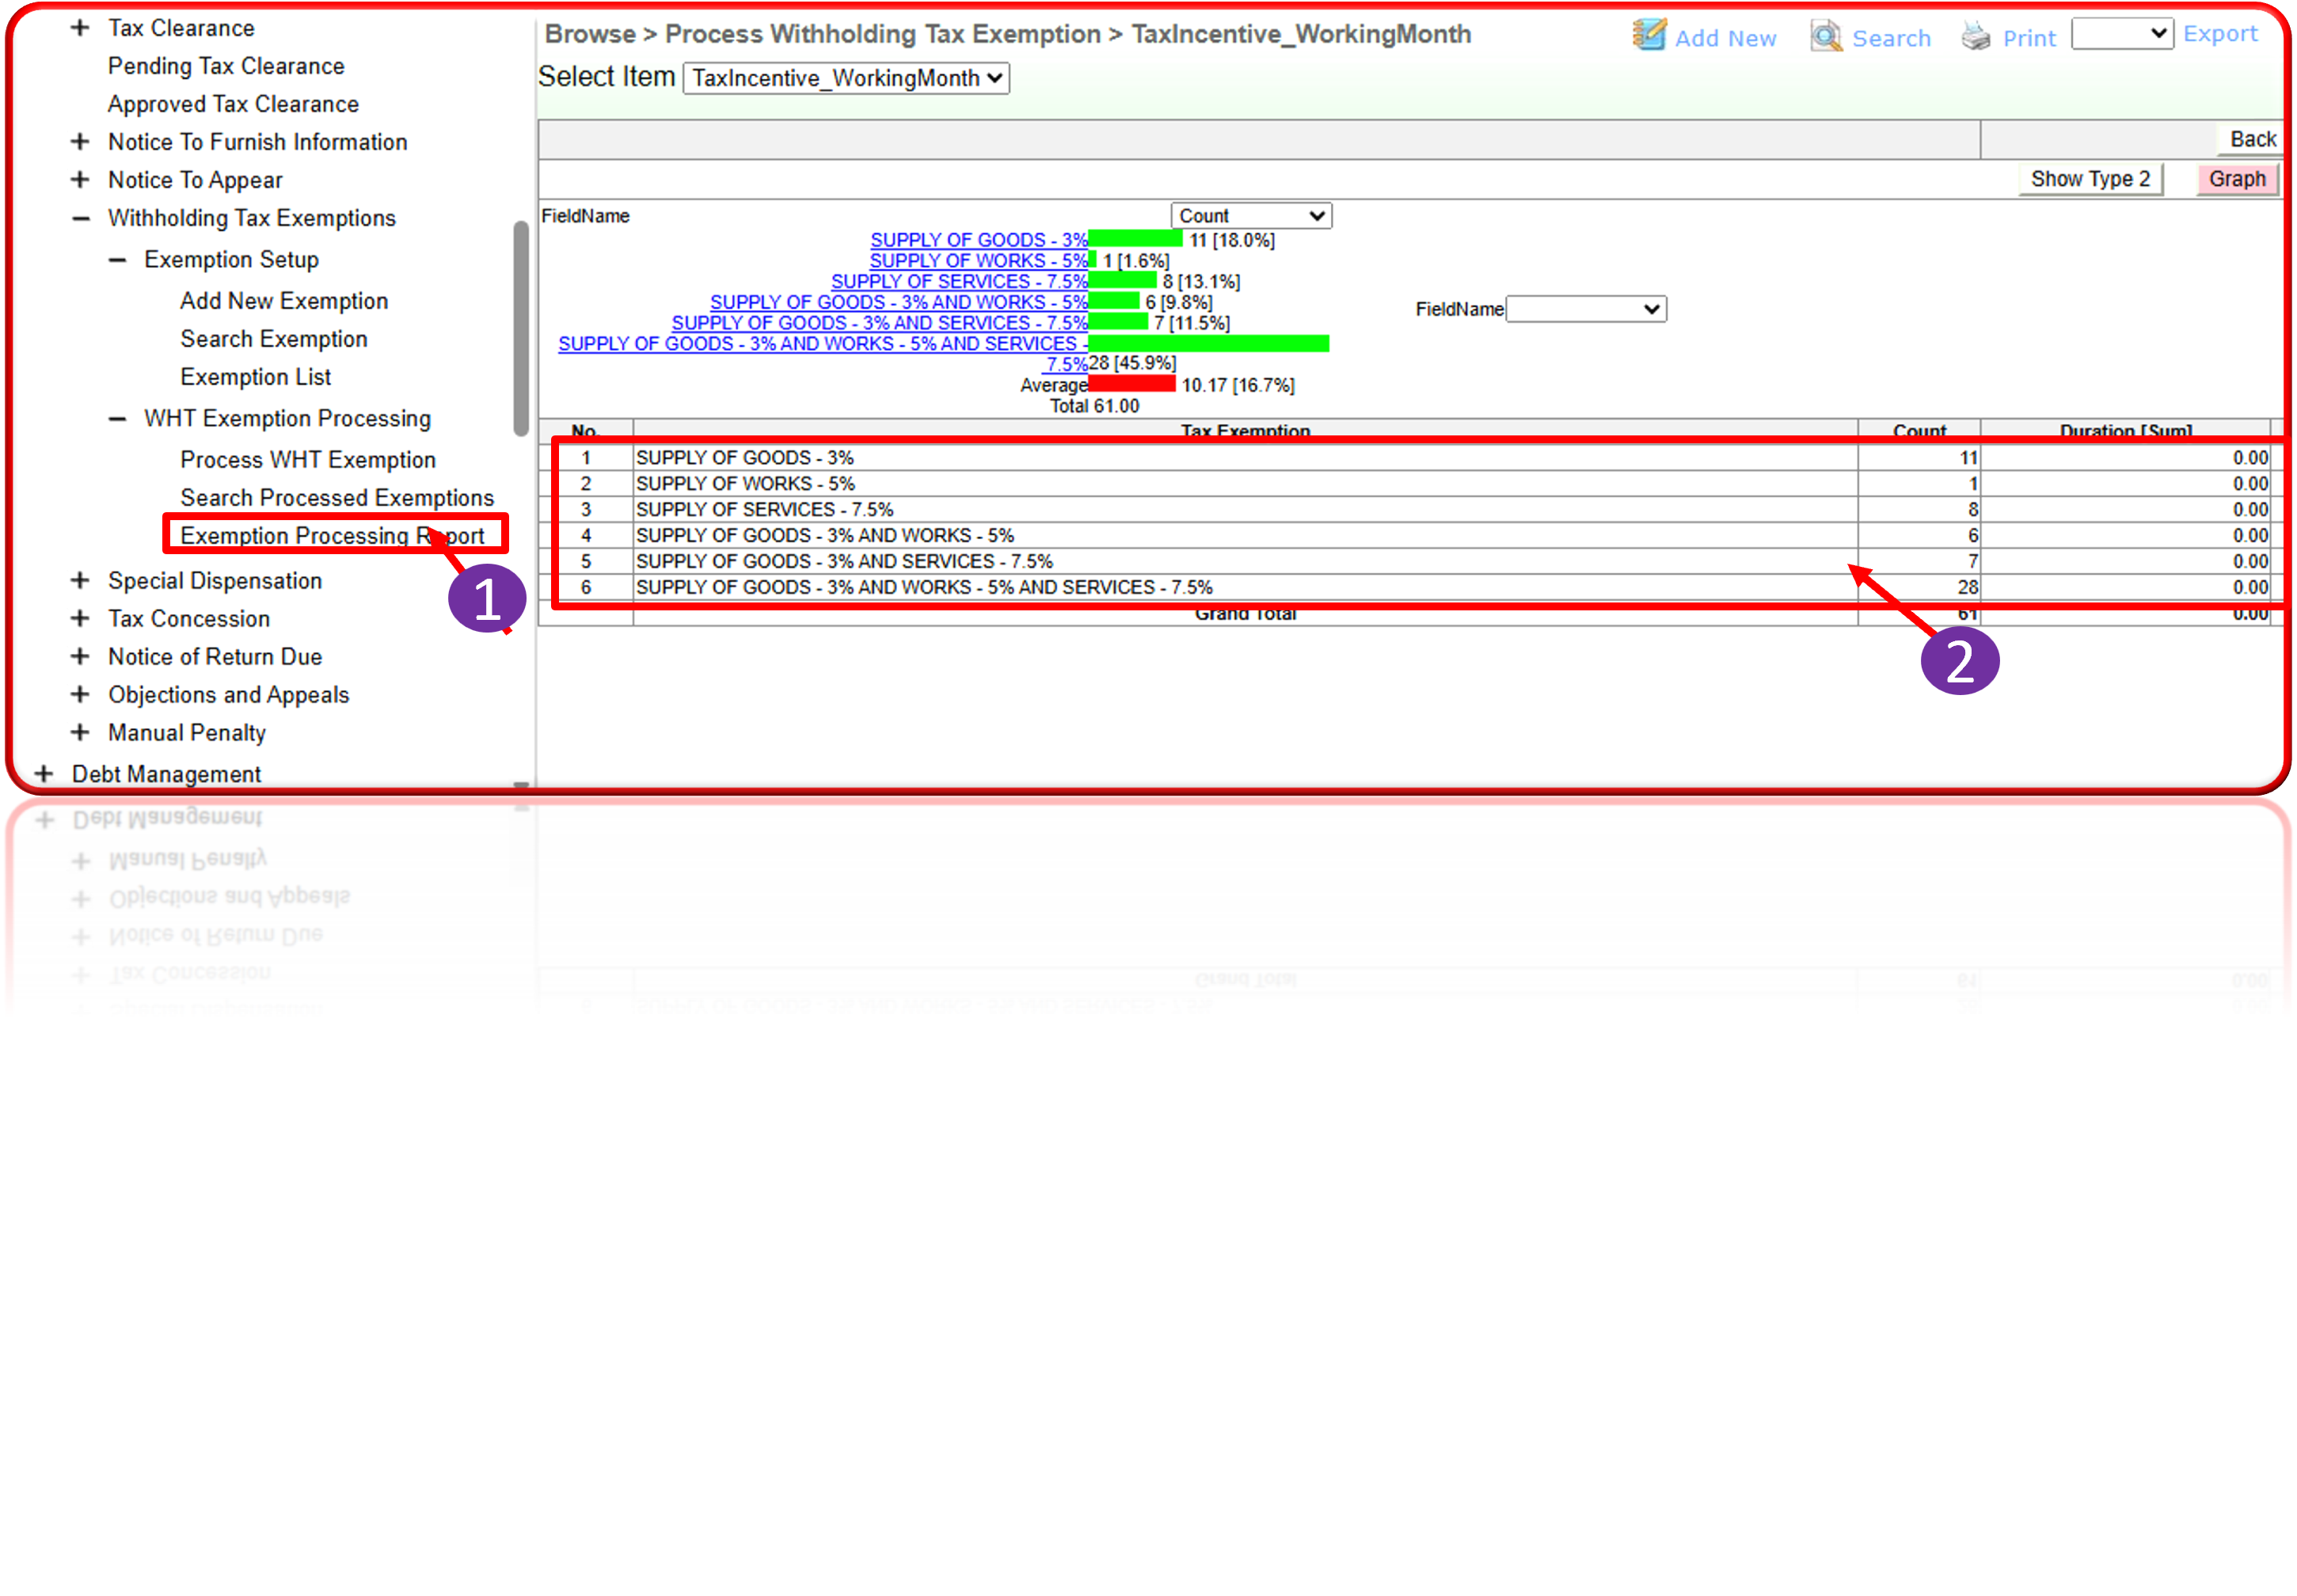 Tax Clearance
Pending Tax Clearance
Approved Tax Clearance
Notice To Furnish Information
Notice To Appear
Withholding Tax Exemptions
Exemption Setup
Add New Exemption
Search Exemption
Exemption List
WHT Exemption Processing
Process WHT Exemption
Search Processed Exemptions
Exemption Processing Report
1
Special Dispensation
Tax Concession
Notice of Return Due
Objections and Appeals
Manual Penalty
Debt Management
Browse > Process Withholding Tax Exemption > TaxIncentive_WorkingMonth
Add New Search Print Export
Select Item TaxIncentive_WorkingMonth
Back
Show Type 2 Graph
FieldName Count
SUPPLY OF GOODS - 3% 11 [18.0%]
SUPPLY OF WORKS - 5% 1 [1.6%]
SUPPLY OF SERVICES - 7.5% 8 [13.1%]
SUPPLY OF GOODS - 3% AND WORKS - 5% 6 [9.8%]
FieldName
SUPPLY OF GOODS - 3% AND SERVICES - 7.5% 7 [11.5%]
SUPPLY OF GOODS - 3% AND WORKS - 5% AND SERVICES -
7.5% 28 [45.9%]
Average 10.17 [16.7%]
Total 61.00
No. Tax Exemption Count Duration [Sum]
1 SUPPLY OF GOODS - 3% 11 0.00
2 SUPPLY OF WORKS - 5% 1 0.00
3 SUPPLY OF SERVICES - 7.5% 8 0.00
4 SUPPLY OF GOODS - 3% AND WORKS - 5% 6 0.00
5 SUPPLY OF GOODS - 3% AND SERVICES - 7.5% 7 0.00
6 SUPPLY OF GOODS - 3% AND WORKS - 5% AND SERVICES - 7.5% 28 0.00
Grand Total 61 0.00
2